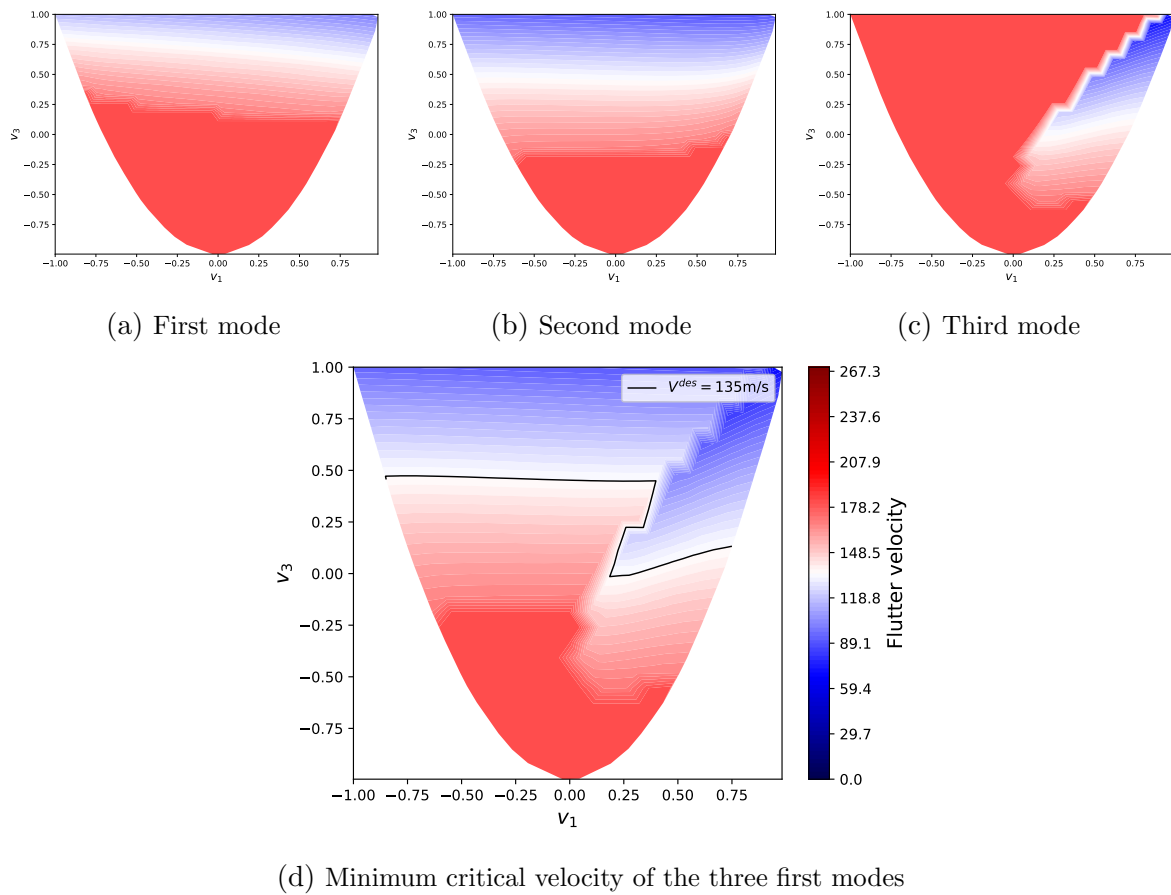 1.00
0.75
0.50
0.25
0.00
−0.25
−0.50
−0.75
v₃
−1.00 −0.75 −0.50 −0.25 0.00 0.25 0.50 0.75
v₁
(a) First mode
1.00
0.75
0.50
0.25
0.00
−0.25
−0.50
−0.75
v₃
−1.00 −0.75 −0.50 −0.25 0.00 0.25 0.50 0.75
v₁
(b) Second mode
1.00
0.75
0.50
0.25
0.00
−0.25
−0.50
−0.75
v₃
−1.00 −0.75 −0.50 −0.25 0.00 0.25 0.50 0.75
v₁
(c) Third mode
1.00
0.75
0.50
0.25
0.00
−0.25
−0.50
−0.75
v₃
−1.00 −0.75 −0.50 −0.25 0.00 0.25 0.50 0.75
v₁
V^des = 135m/s
267.3
237.6
207.9
178.2
148.5
118.8
89.1
59.4
29.7
0.0
Flutter velocity
(d) Minimum critical velocity of the three first modes